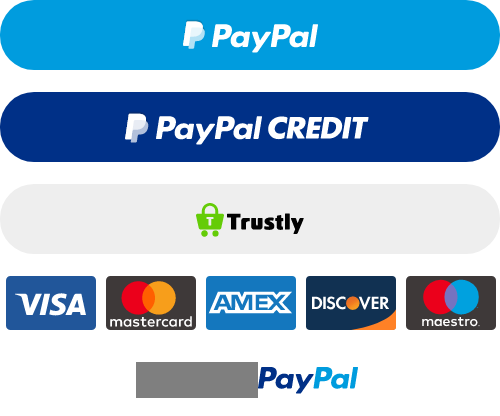 PayPal
PayPal CREDIT
Trustly
VISA mastercard AMEX DISCOVER maestro
PayPal